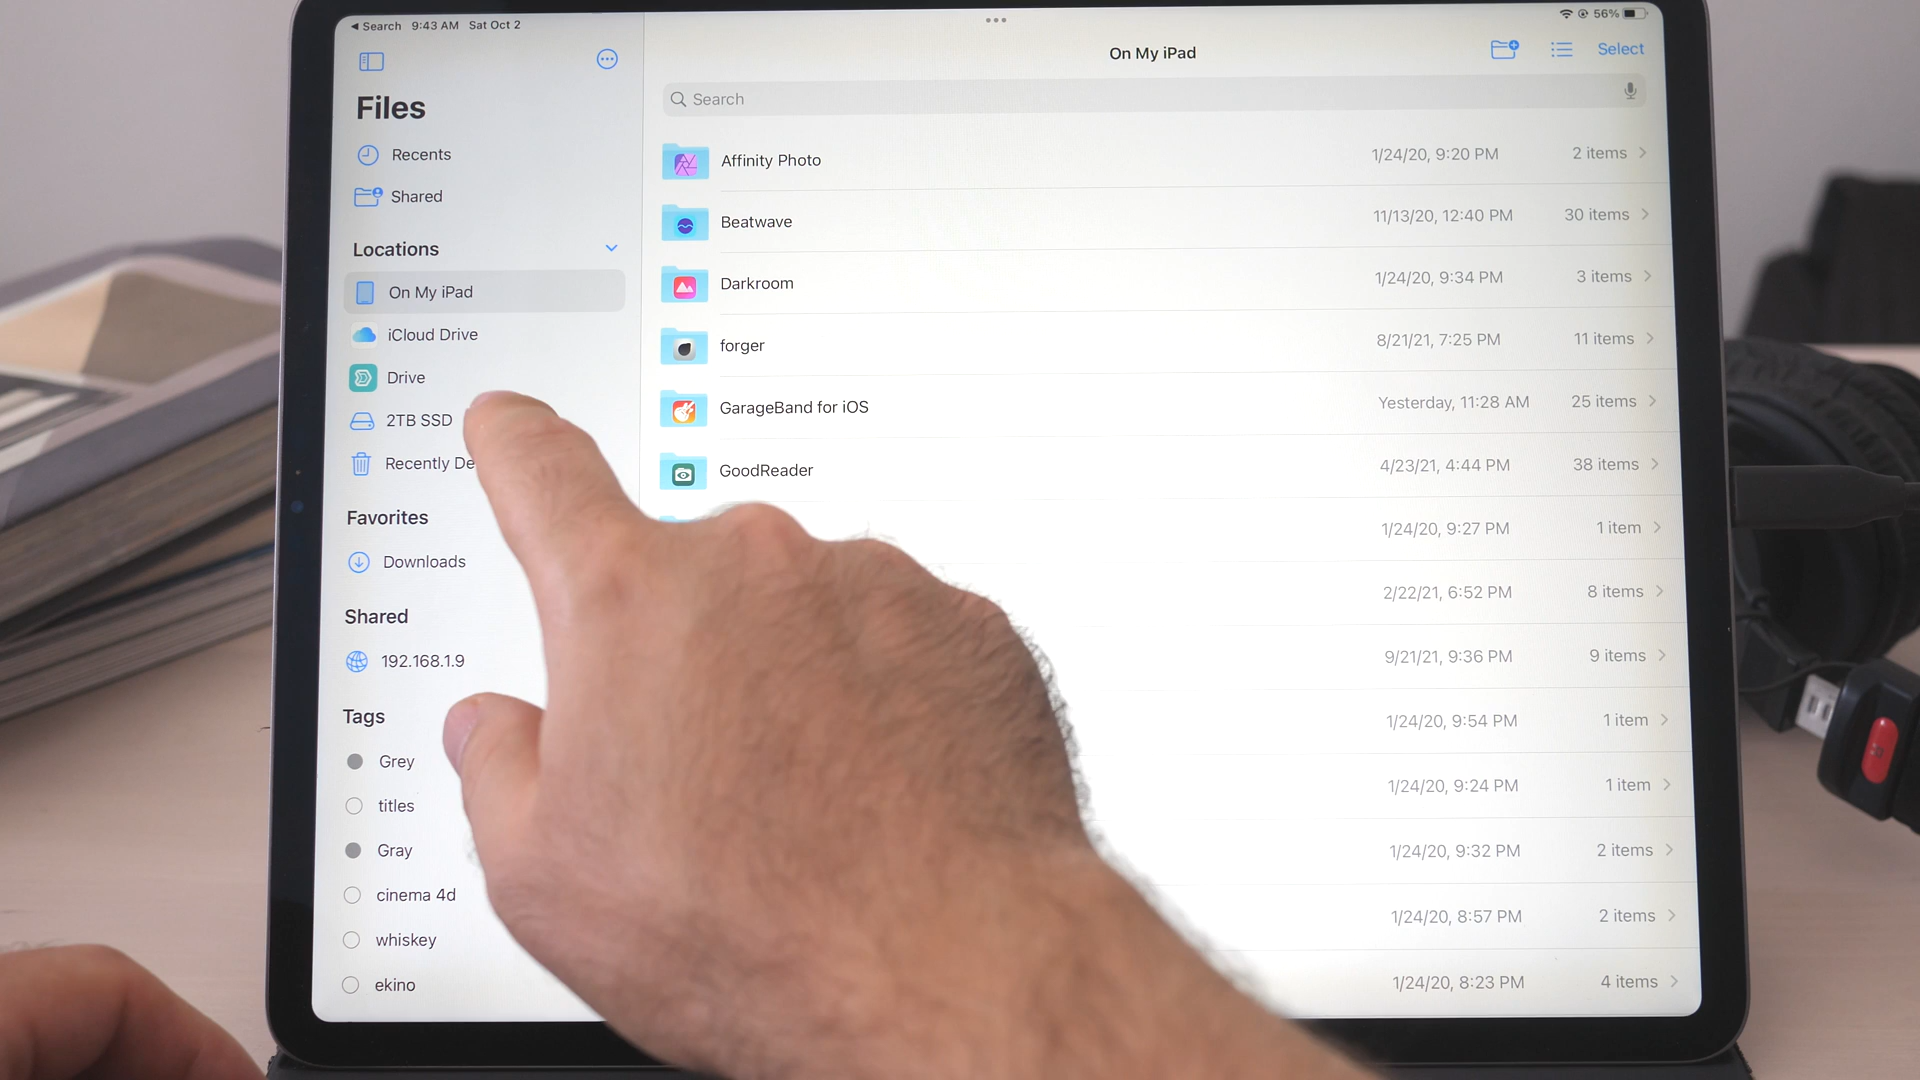 ◀ Search 9:43 AM Sat Oct 2
56%
Files
Recents
Shared
Locations
On My iPad
iCloud Drive
Drive
2TB SSD
Recently De
Favorites
Downloads
Shared
192.168.1.9
Tags
Grey
titles
Gray
cinema 4d
whiskey
ekino
On My iPad
Select
Search
Affinity Photo 1/24/20, 9:20 PM 2 items
Beatwave 11/13/20, 12:40 PM 30 items
Darkroom 1/24/20, 9:34 PM 3 items
forger 8/21/21, 7:25 PM 11 items
GarageBand for iOS Yesterday, 11:28 AM 25 items
GoodReader 4/23/21, 4:44 PM 38 items
1/24/20, 9:27 PM 1 item
2/22/21, 6:52 PM 8 items
9/21/21, 9:36 PM 9 items
1/24/20, 9:54 PM 1 item
1/24/20, 9:24 PM 1 item
1/24/20, 9:32 PM 2 items
1/24/20, 8:57 PM 2 items
1/24/20, 8:23 PM 4 items